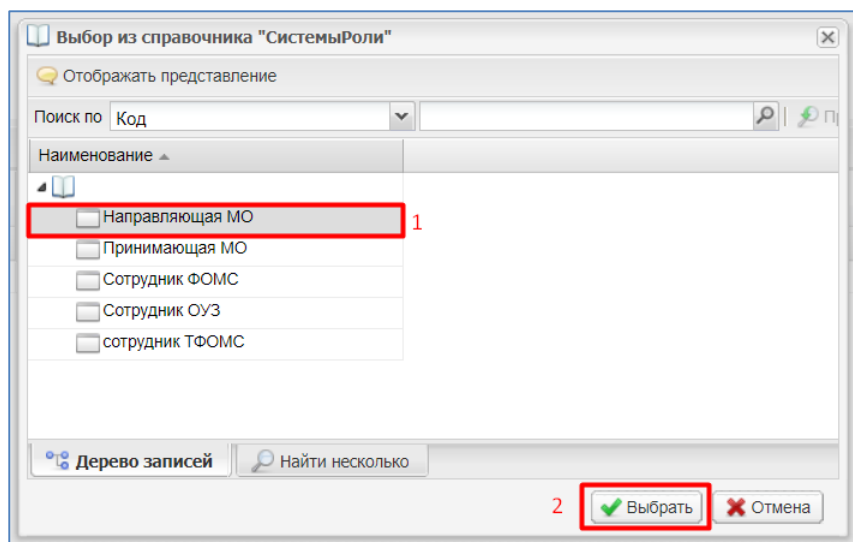 Выбор из справочника "СистемыРоли"
Отображать представление
Поиск по Код
Наименование
Направляющая МО
1
Принимающая МО
Сотрудник ФОМС
Сотрудник ОУЗ
сотрудник ТФОМС
Дерево записей Найти несколько
2 Выбрать Отмена